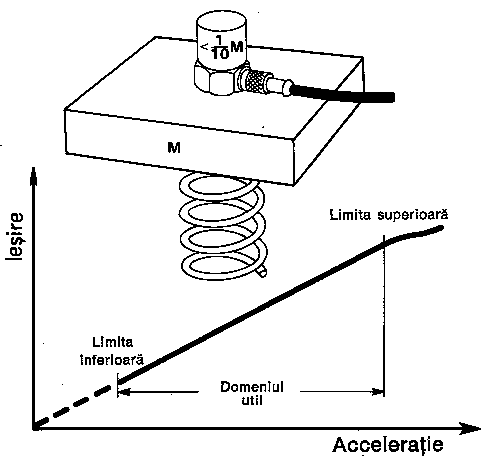 < 1/10 M
M
Ieșire
Limita superioară
Limita
inferioară
Domeniul
util
Accelerație